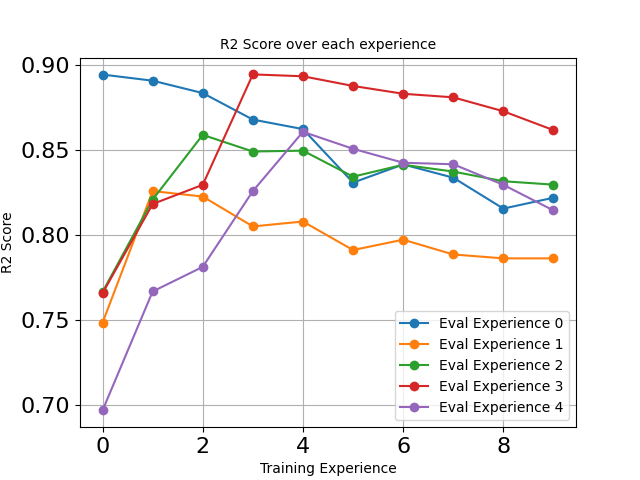 R2 Score over each experience
0.90
0.85
0.80
0.75
0.70
R2 Score
0
2
4
6
8
Training Experience
Eval Experience 0
Eval Experience 1
Eval Experience 2
Eval Experience 3
Eval Experience 4